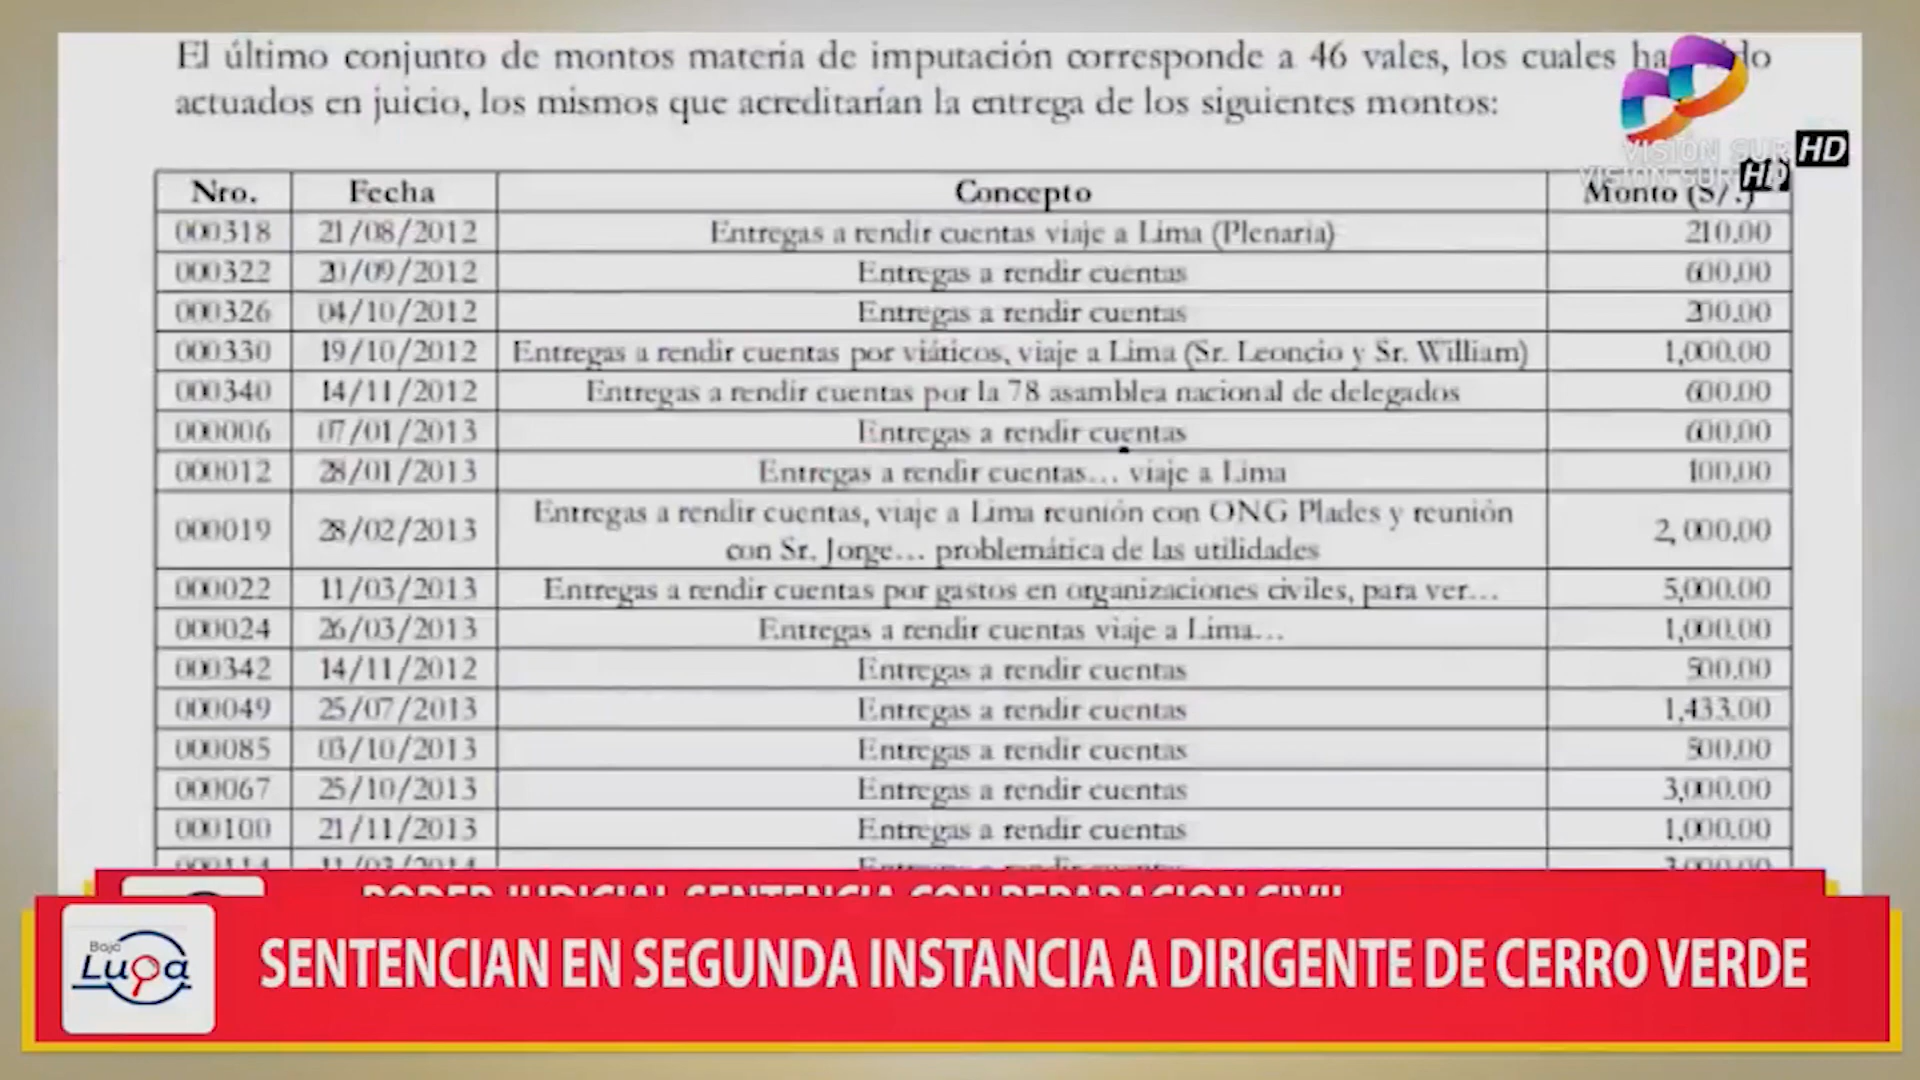 El último conjunto de montos materia de imputación corresponde a 46 vales, los cuales
actuados en juicio, los mismos que acreditarían la entrega de los siguientes montos:
VISIÓN SUR HD
VISIÓN SUR HD
Nro. Fecha Concepto Monto (S/.)
000318 21/08/2012 Entregas a rendir cuentas viaje a Lima (Plenaria) 210.00
000322 20/09/2012 Entregas a rendir cuentas 600.00
000326 04/10/2012 Entregas a rendir cuentas 200.00
000330 19/10/2012 Entregas a rendir cuentas por viáticos, viaje a Lima (Sr. Leoncio y Sr. William) 1,000.00
000340 14/11/2012 Entregas a rendir cuentas por la 78 asamblea nacional de delegados 600.00
000006 07/01/2013 Entregas a rendir cuentas 600.00
000012 28/01/2013 Entregas a rendir cuentas... viaje a Lima 100.00
000019 28/02/2013 Entregas a rendir cuentas, viaje a Lima reunión con ONG Plades y reunión
con Sr. Jorge... problemática de las utilidades 2,000.00
000022 11/03/2013 Entregas a rendir cuentas por gastos en organizaciones civiles, para ver... 5,000.00
000024 26/03/2013 Entregas a rendir cuentas viaje a Lima... 1,000.00
000342 14/11/2012 Entregas a rendir cuentas 500.00
000049 25/07/2013 Entregas a rendir cuentas 1,433.00
000085 03/10/2013 Entregas a rendir cuentas 500.00
000067 25/10/2013 Entregas a rendir cuentas 3,000.00
000100 21/11/2013 Entregas a rendir cuentas 1,000.00
PODER JUDICIAL SENTENCIA CON REPARACION CIVIL
Bajo
Lupa
SENTENCIAN EN SEGUNDA INSTANCIA A DIRIGENTE DE CERRO VERDE